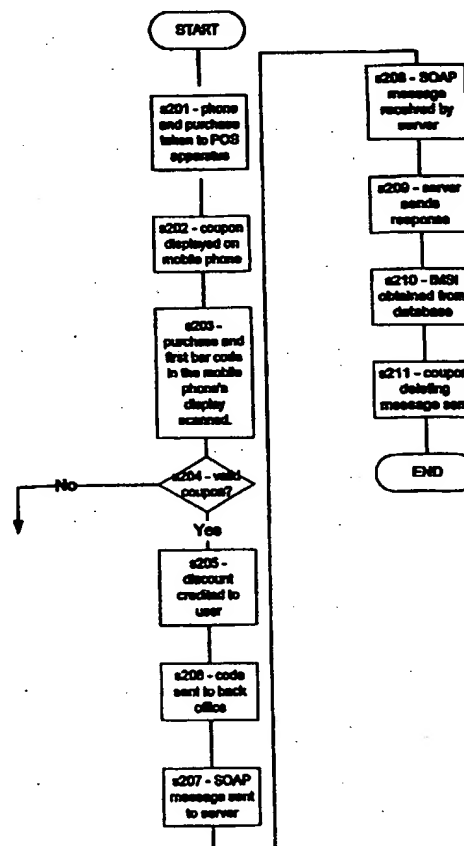 START
s201 - phone
and purchase
taken to POS
apparatus
s202 - coupon
displayed on
mobile phone
s203 -
purchase and
first bar code
in the mobile
phone's
display
scanned.
s204 - valid
coupon?
No
Yes
s205 -
discount
credited to
user
s206 - code
sent to back
office
s207 - SOAP
message sent
to server
s208 - SOAP
message
received by
server
s209 - server
sends
response
s210 - IMSI
obtained from
database
s211 - coupon
deleting
message sent
END